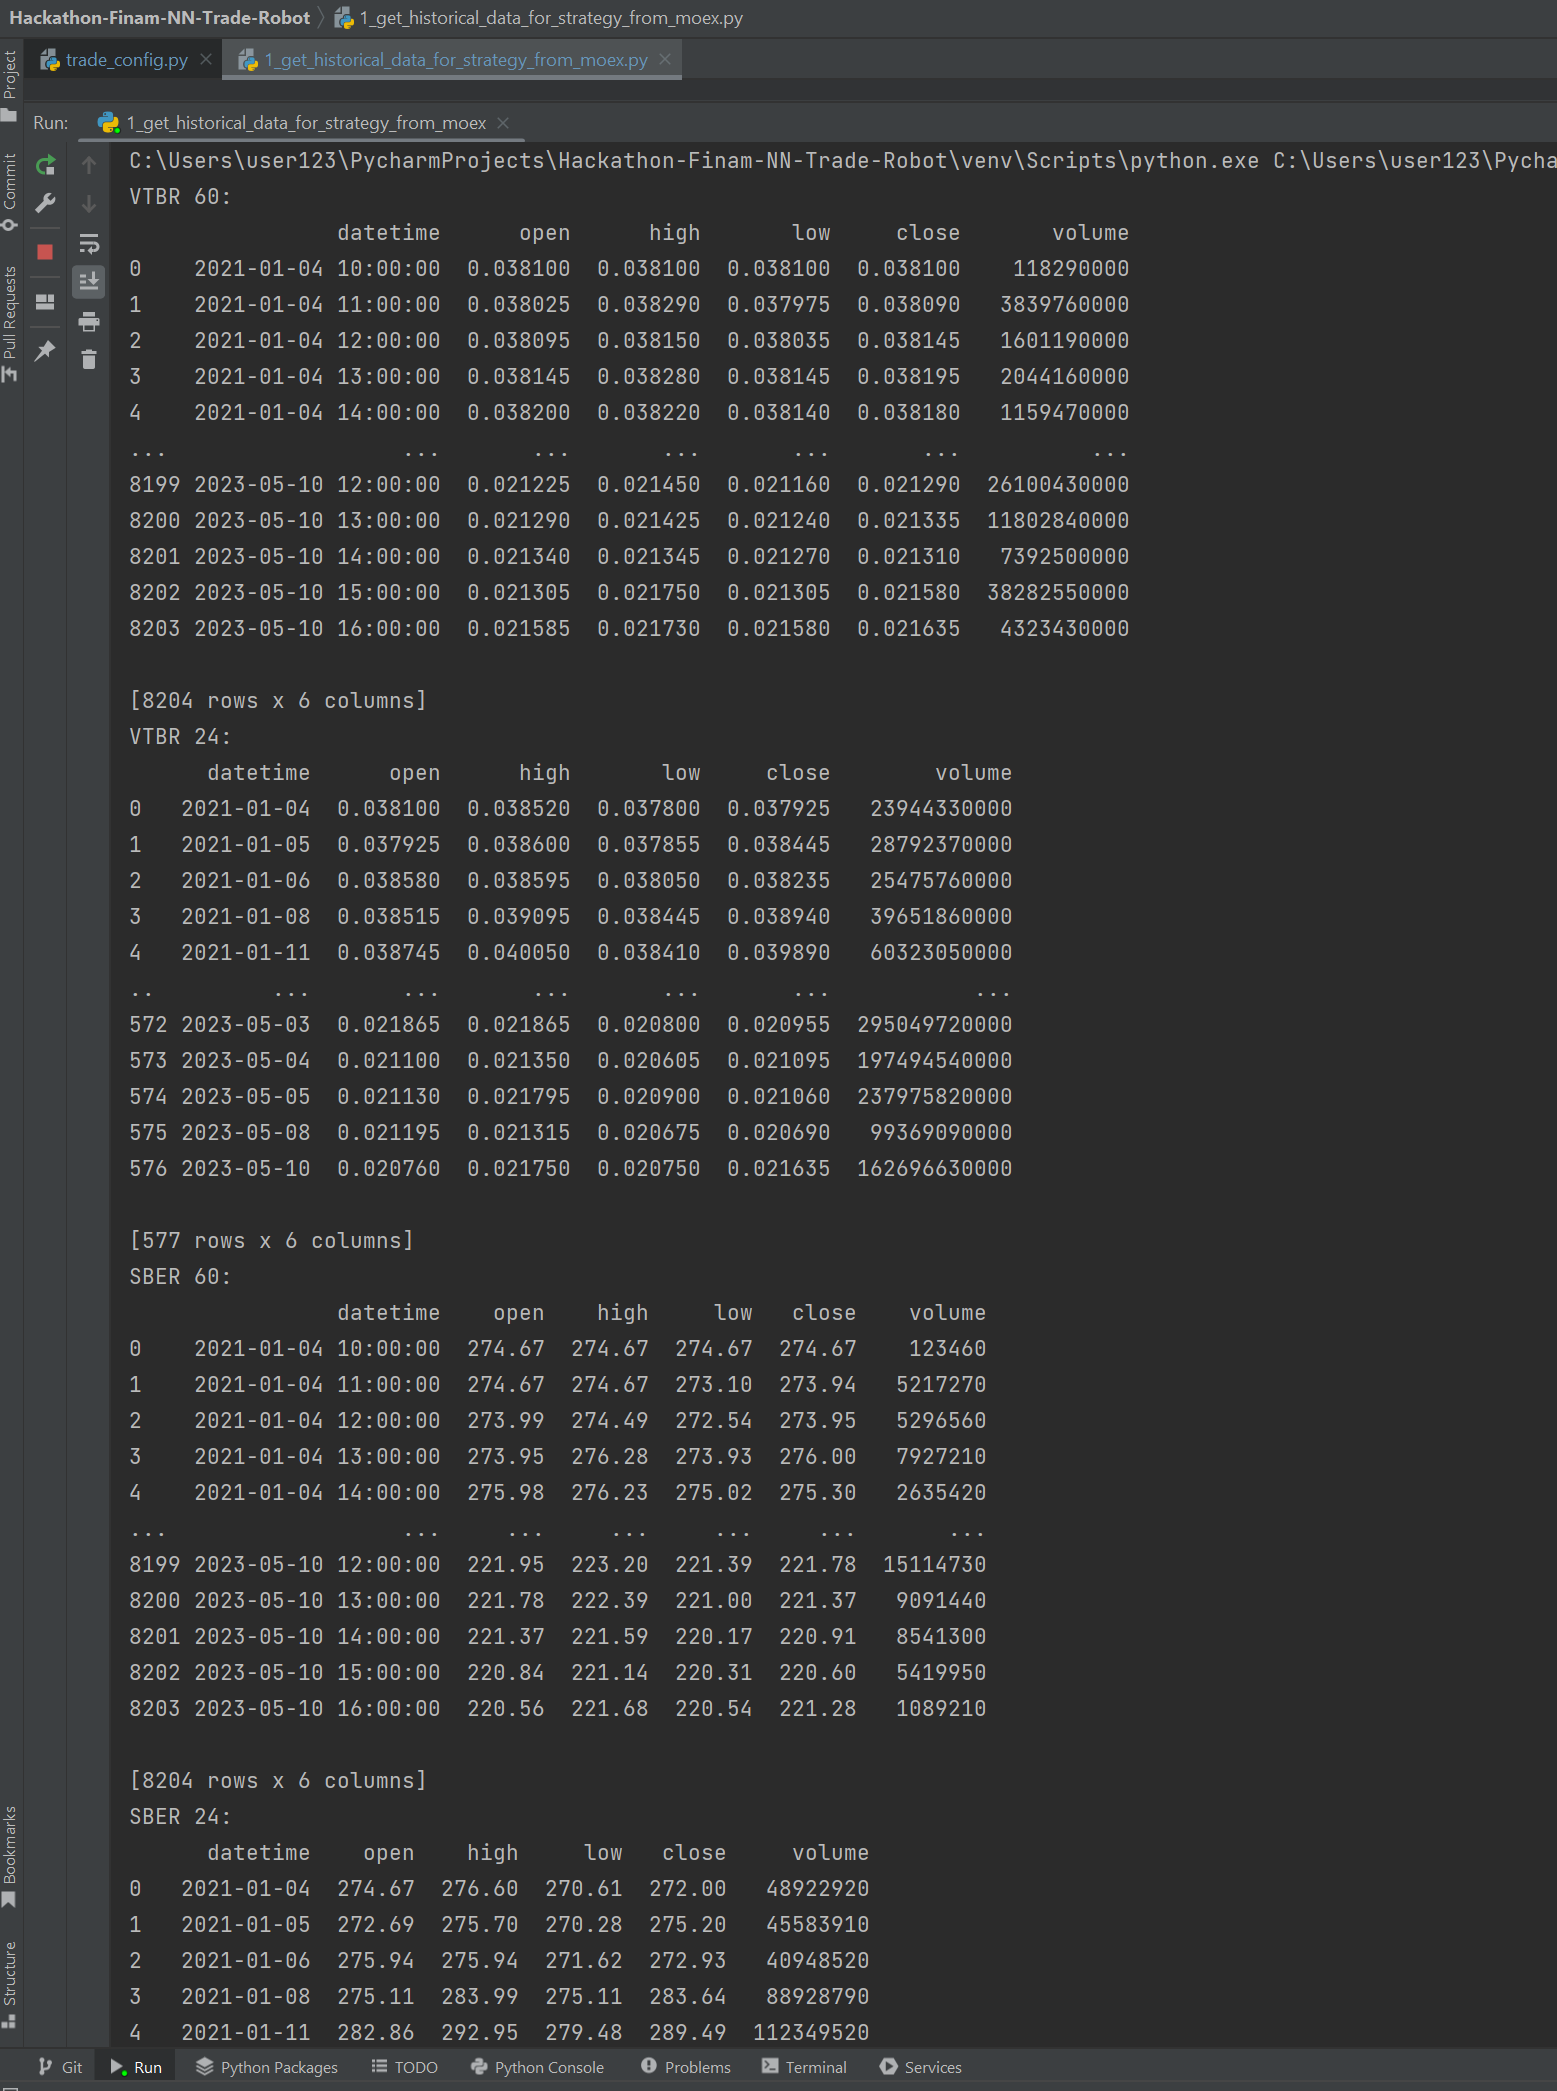 Hackathon-Finam-NN-Trade-Robot 1_get_historical_data_for_strategy_from_moex.py
trade_config.py 1_get_historical_data_for_strategy_from_moex.py
Project
Commit
Pull Requests
Run: 1_get_historical_data_for_strategy_from_moex
C:\Users\user123\PycharmProjects\Hackathon-Finam-NN-Trade-Robot\venv\Scripts\python.exe C:\Users\user123\Pycha
VTBR 60:
datetime open high low close volume
0 2021-01-04 10:00:00 0.038100 0.038100 0.038100 0.038100 118290000
1 2021-01-04 11:00:00 0.038025 0.038290 0.037975 0.038090 3839760000
2 2021-01-04 12:00:00 0.038095 0.038150 0.038035 0.038145 1601190000
3 2021-01-04 13:00:00 0.038145 0.038280 0.038145 0.038195 2044160000
4 2021-01-04 14:00:00 0.038200 0.038220 0.038140 0.038180 1159470000
... ... ... ... ... ... ...
8199 2023-05-10 12:00:00 0.021225 0.021450 0.021160 0.021290 26100430000
8200 2023-05-10 13:00:00 0.021290 0.021425 0.021240 0.021335 11802840000
8201 2023-05-10 14:00:00 0.021340 0.021345 0.021270 0.021310 7392500000
8202 2023-05-10 15:00:00 0.021305 0.021750 0.021305 0.021580 38282550000
8203 2023-05-10 16:00:00 0.021585 0.021730 0.021580 0.021635 4323430000
[8204 rows x 6 columns]
VTBR 24:
datetime open high low close volume
0 2021-01-04 0.038100 0.038520 0.037800 0.037925 23944330000
1 2021-01-05 0.037925 0.038600 0.037855 0.038445 28792370000
2 2021-01-06 0.038580 0.038595 0.038050 0.038235 25475760000
3 2021-01-08 0.038515 0.039095 0.038445 0.038940 39651860000
4 2021-01-11 0.038745 0.040050 0.038410 0.039890 60323050000
.. ... ... ... ... ... ...
572 2023-05-03 0.021865 0.021865 0.020800 0.020955 295049720000
573 2023-05-04 0.021100 0.021350 0.020605 0.021095 197494540000
574 2023-05-05 0.021130 0.021795 0.020900 0.021060 237975820000
575 2023-05-08 0.021195 0.021315 0.020675 0.020690 99369090000
576 2023-05-10 0.020760 0.021750 0.020750 0.021635 162696630000
[577 rows x 6 columns]
SBER 60:
datetime open high low close volume
0 2021-01-04 10:00:00 274.67 274.67 274.67 274.67 123460
1 2021-01-04 11:00:00 274.67 274.67 273.10 273.94 5217270
2 2021-01-04 12:00:00 273.99 274.49 272.54 273.95 5296560
3 2021-01-04 13:00:00 273.95 276.28 273.93 276.00 7927210
4 2021-01-04 14:00:00 275.98 276.23 275.02 275.30 2635420
... ... ... ... ... ... ...
8199 2023-05-10 12:00:00 221.95 223.20 221.39 221.78 15114730
8200 2023-05-10 13:00:00 221.78 222.39 221.00 221.37 9091440
8201 2023-05-10 14:00:00 221.37 221.59 220.17 220.91 8541300
8202 2023-05-10 15:00:00 220.84 221.14 220.31 220.60 5419950
8203 2023-05-10 16:00:00 220.56 221.68 220.54 221.28 1089210
[8204 rows x 6 columns]
SBER 24:
datetime open high low close volume
0 2021-01-04 274.67 276.60 270.61 272.00 48922920
1 2021-01-05 272.69 275.70 270.28 275.20 45583910
2 2021-01-06 275.94 275.94 271.62 272.93 40948520
3 2021-01-08 275.11 283.99 275.11 283.64 88928790
4 2021-01-11 282.86 292.95 279.48 289.49 112349520
Bookmarks
Structure
Git Run Python Packages TODO Python Console Problems Terminal Services